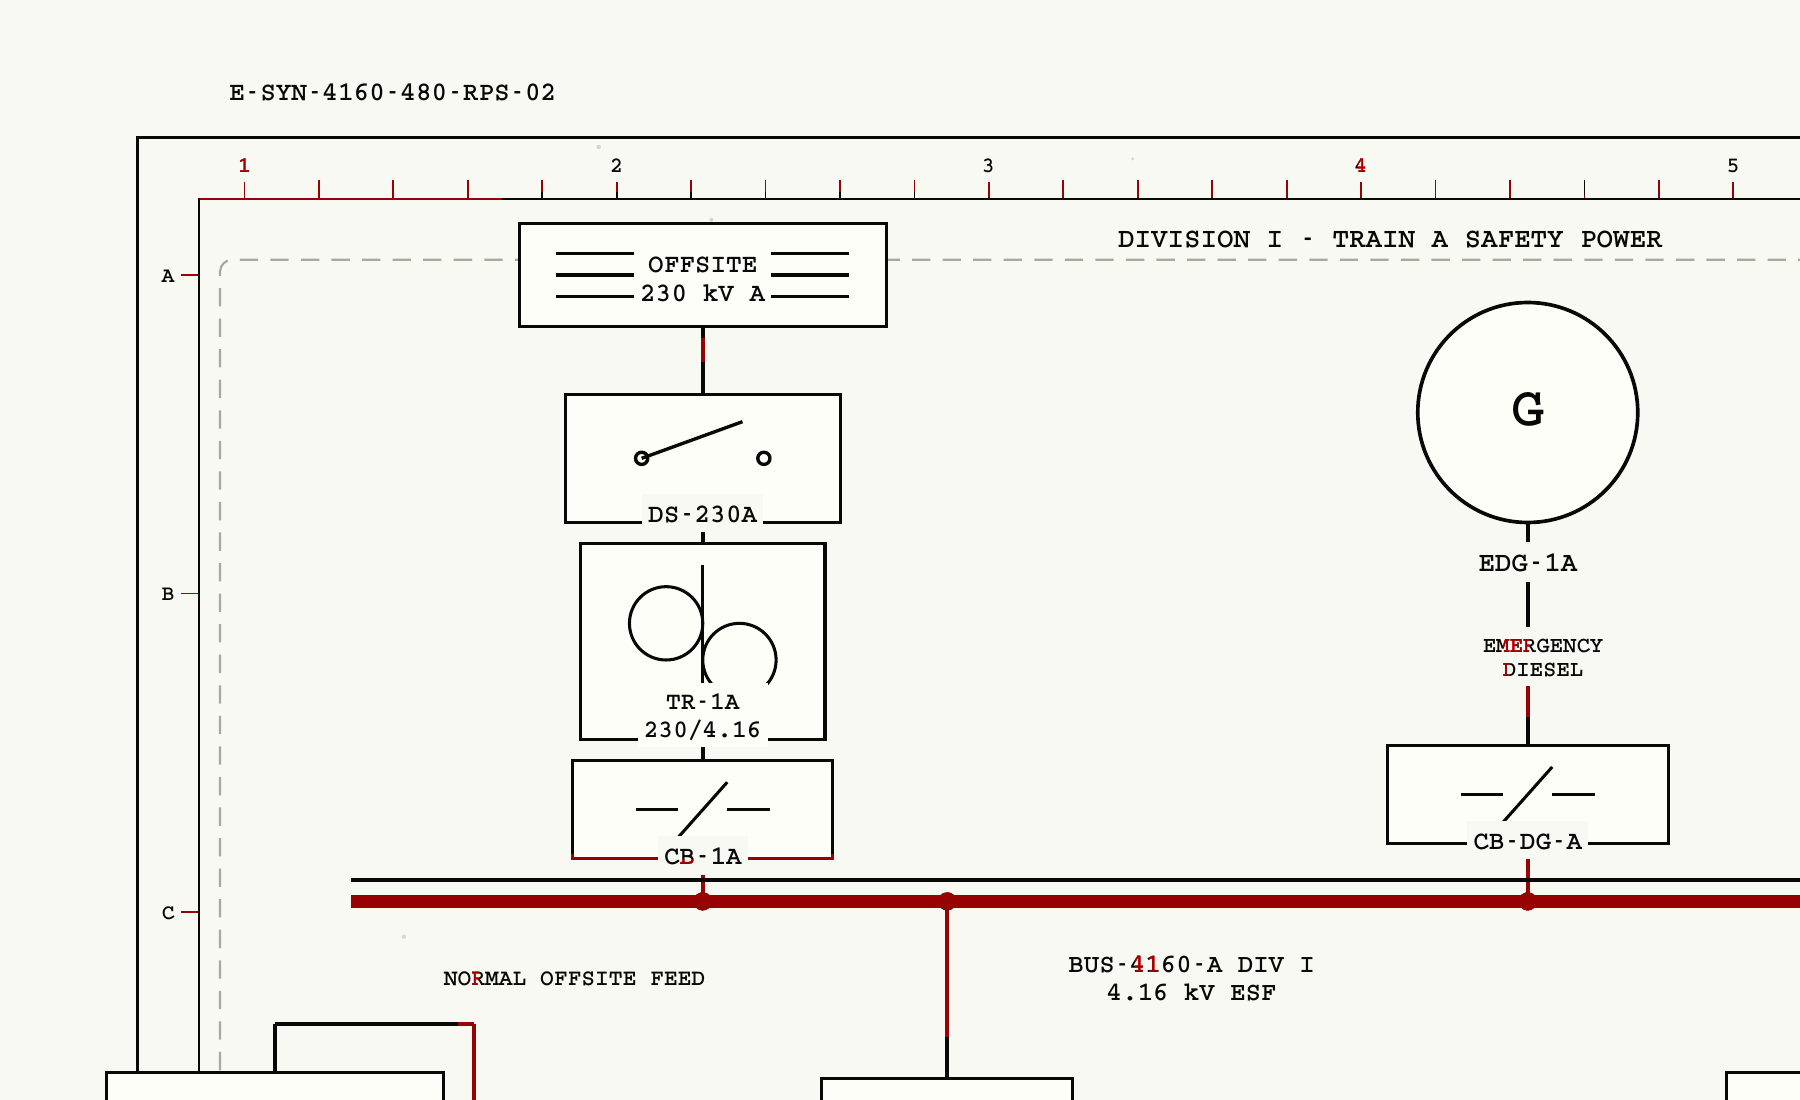 E-SYN-4160-480-RPS-02
1 2 3 4 5
DIVISION I - TRAIN A SAFETY POWER
OFFSITE
230 kV A
A
G
DS-230A
EDG-1A
B
EMERGENCY
DIESEL
TR-1A
230/4.16
CB-DG-A
CB-1A
C
BUS-4160-A DIV I
4.16 kV ESF
NORMAL OFFSITE FEED